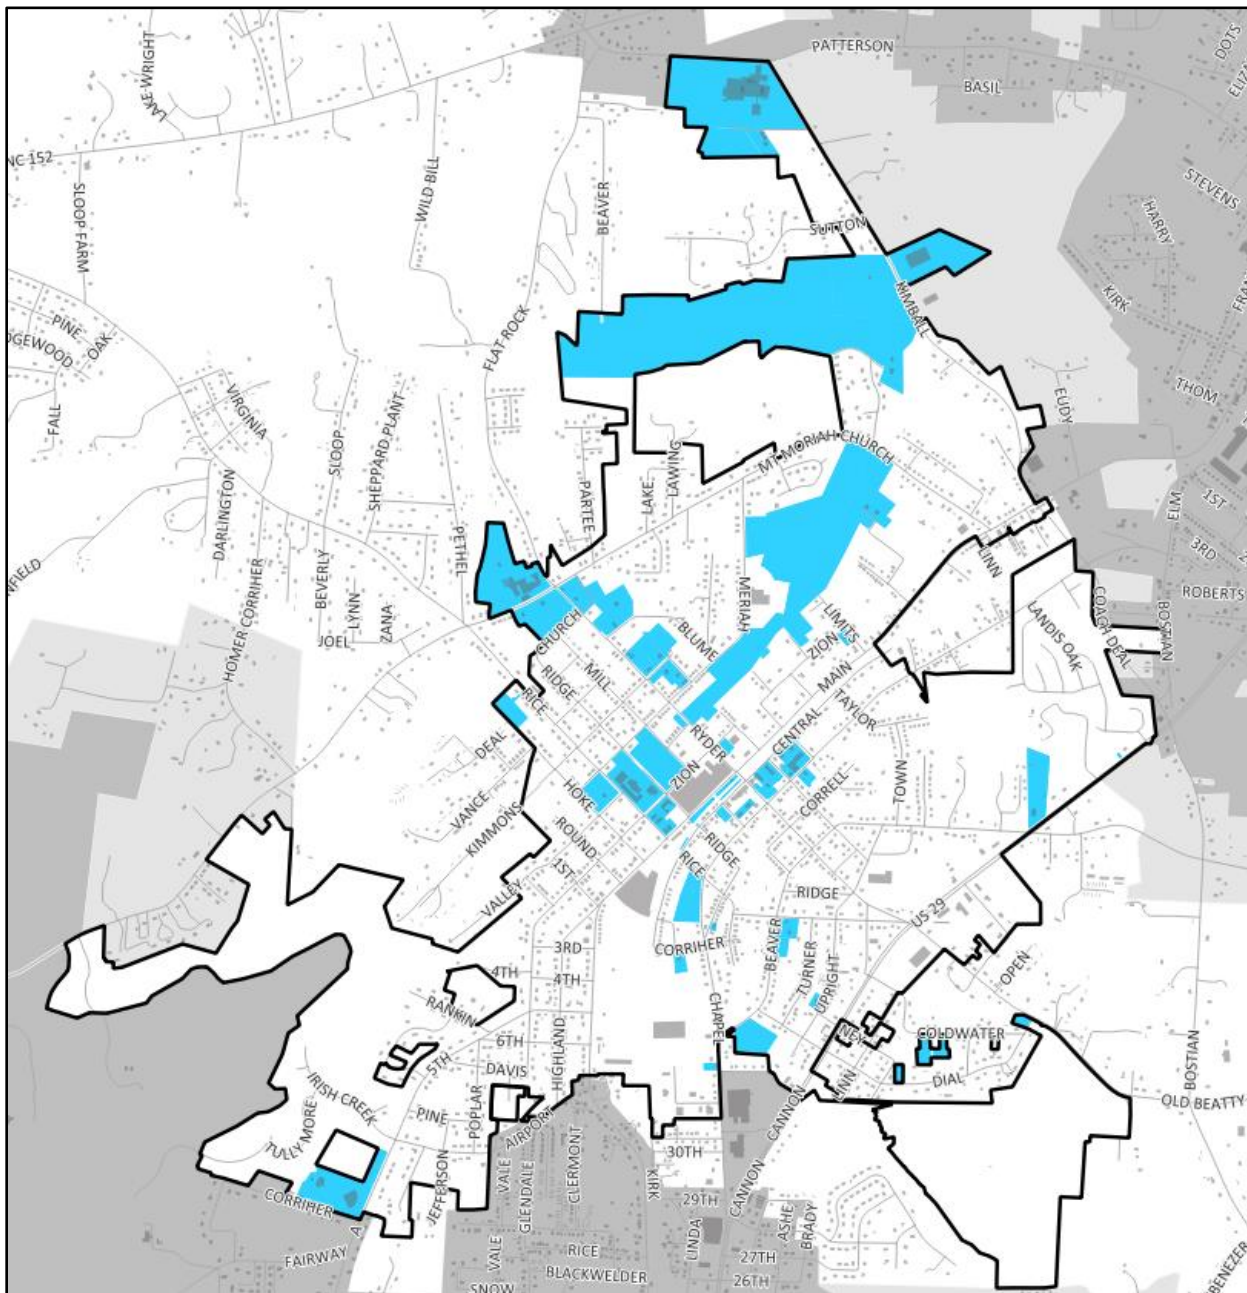 PATTERSON
DOTS
LAKE WRIGHT
BASIL
NC 152
WILD BILL
SLOOP FARM
BEAVER
STEVENS
HARRY
SUTTON
KIRK
KIMBALL
PINE
OAK
FLAT ROCK
THOM
EUDY
FALL
VIRGINIA
SLOOP
SHEPPARD PLANT
MT MORIAH CHURCH
LAWING
LAKE
PARTEE
DARLINGTON
PETHEL
ELM
1ST
3RD
LINN
BEVERLY
LYNN
ZANA
JOEL
HOMER CORRIHER
MERIAH
ROBERTS
COACH DEAL
BOSTIAN
LANDIS OAK
CHURCH
BLUME
LIMITS
ZION
MAIN
TAYLOR
MILL
RIDGE
RICE
DEAL
RYDER
CENTRAL
ZION
HOKE
VANCE
KIMMONS
ROUND
1ST
CORRELL
TOWN
RIDGE
RICE
VALLEY
RIDGE
US 29
3RD
CORRIHER
BEAVER
TURNER
UPRIGHT
OPEN
4TH
4TH
RANKIN
CHAPEL
6TH
HIGHLAND
5TH
DAVIS
NEY
COLDWATER
DIAL
LINN
BOSTIAN
OLD BEATTY
IRISH CREEK
TULLY MORE
PINE
POPLAR
AIRPORT
CANNON
30TH
JEFFERSON
VALE
GLENDALE
CLERMONT
KIRK
CANNON
29TH
CORRIHER
FAIRWAY
A
VALE
RICE
BLACKWELDER
SNOW
LINDA
ASHE
BRADY
27TH
26TH